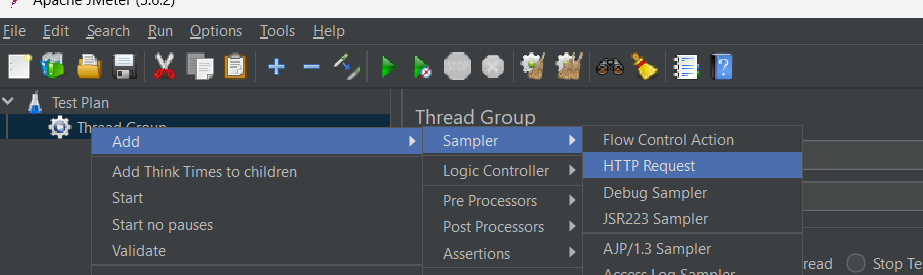 Apache JMeter (5.6.2)
File Edit Search Run Options Tools Help
STOP
Test Plan
Thread Group
Thread Group
Add
Add Think Times to children
Start
Start no pauses
Validate
Sampler
Logic Controller
Pre Processors
Post Processors
Assertions
Flow Control Action
HTTP Request
Debug Sampler
JSR223 Sampler
AJP/1.3 Sampler
Access Log Sampler
read
Stop Te